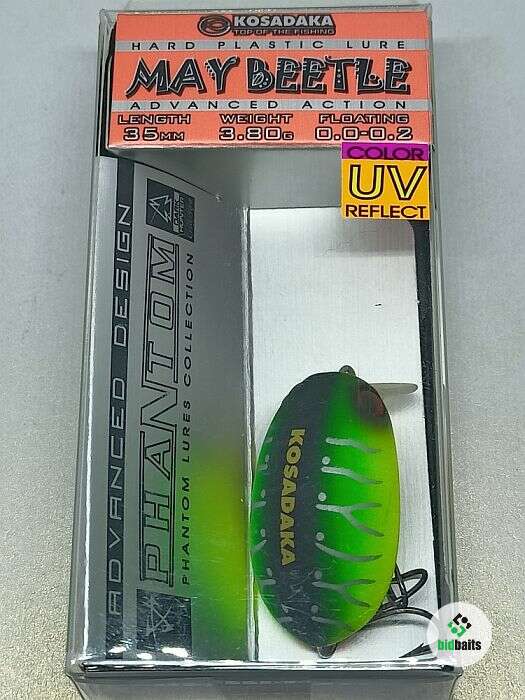 KOSADAKA
TOP OF THE FISHING
HARD PLASTIC LURE
MAY BEETLE
ADVANCED ACTION
LENGTH WEIGHT FLOATING
35MM 3.80G 0.0-0.2
COLOR
UV
REFLECT
ADVANCED DESIGN
PHANTOM
PHANTOM LURES COLLECTION
KOSADAKA
bidbaits